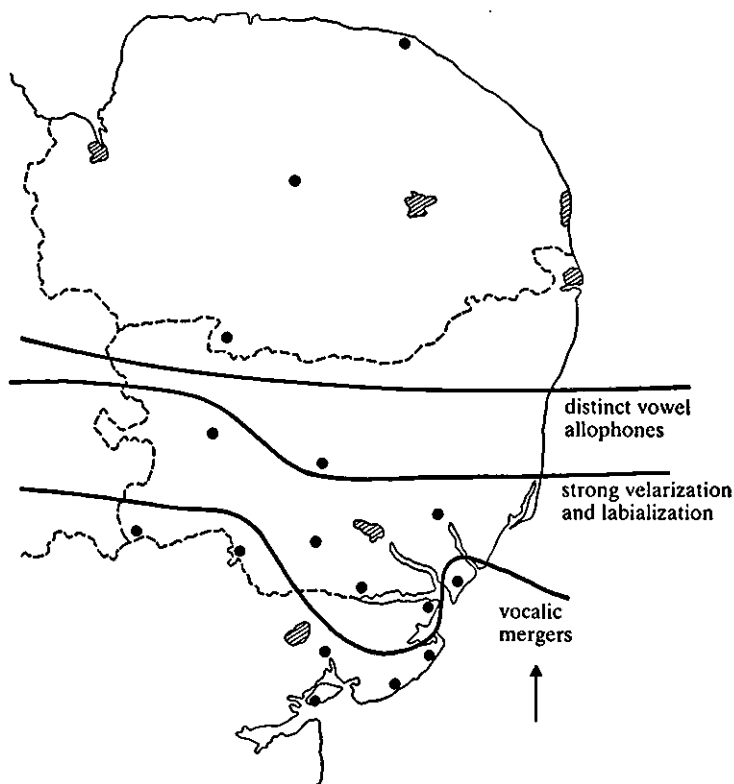 distinct vowel
allophones
strong velarization
and labialization
vocalic
mergers